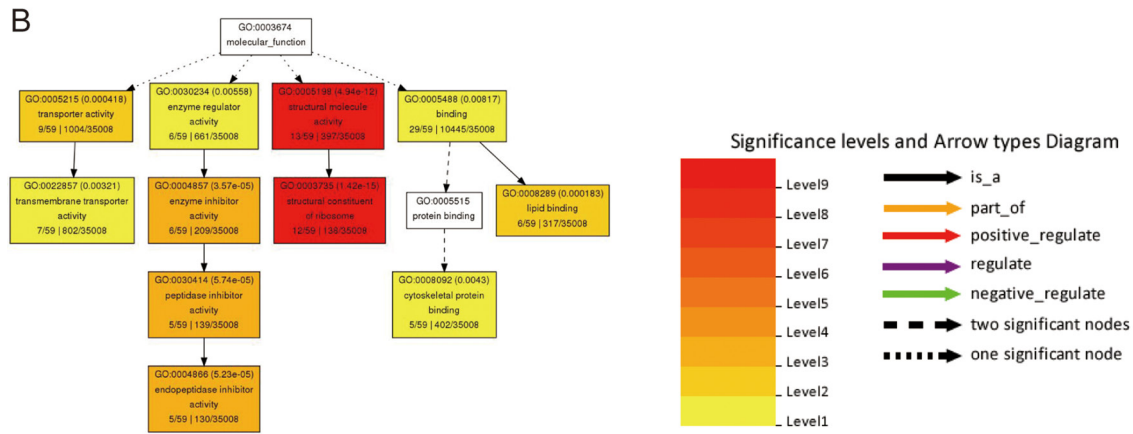 B
GO:0003674
molecular_function
GO:0005215 (0.000418)
transporter activity
9/59 | 1004/35008
GO:0030234 (0.00558)
enzyme regulator
activity
6/59 | 661/35008
GO:0005198 (4.94e-12)
structural molecule
activity
13/59 | 397/35008
GO:0005488 (0.00817)
binding
29/59 | 10445/35008
GO:0022857 (0.00321)
transmembrane transporter
activity
7/59 | 802/35008
GO:0004857 (3.57e-05)
enzyme inhibitor
activity
6/59 | 209/35008
GO:0003735 (1.42e-15)
structural constituent
of ribosome
12/59 | 138/35008
GO:0005515
protein binding
GO:0008289 (0.000183)
lipid binding
6/59 | 317/35008
GO:0030414 (5.74e-05)
peptidase inhibitor
activity
5/59 | 139/35008
GO:0008092 (0.0043)
cytoskeletal protein
binding
5/59 | 402/35008
GO:0004866 (5.23e-05)
endopeptidase inhibitor
activity
5/59 | 130/35008
Significance levels and Arrow types Diagram
Level9
Level8
Level7
Level6
Level5
Level4
Level3
Level2
Level1
is_a
part_of
positive_regulate
regulate
negative_regulate
two significant nodes
one significant node